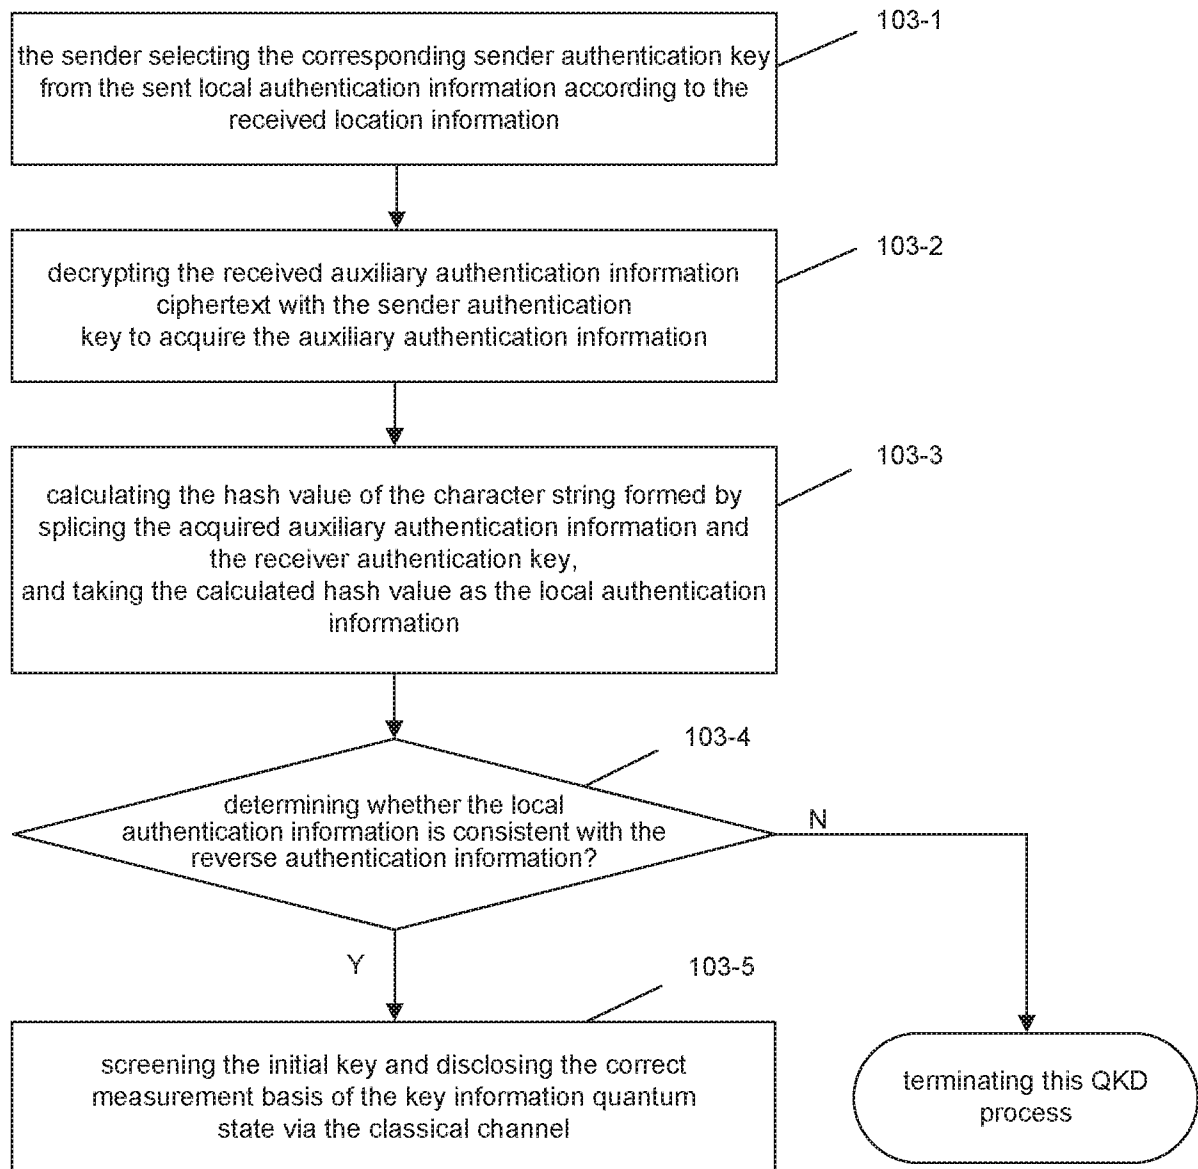 103-1
the sender selecting the corresponding sender authentication key
from the sent local authentication information according to the
received location information
103-2
decrypting the received auxiliary authentication information
ciphertext with the sender authentication
key to acquire the auxiliary authentication information
103-3
calculating the hash value of the character string formed by
splicing the acquired auxiliary authentication information and
the receiver authentication key,
and taking the calculated hash value as the local authentication
information
103-4
determining whether the local
authentication information is consistent with the
reverse authentication information?
N
Y
103-5
screening the initial key and disclosing the correct
measurement basis of the key information quantum
state via the classical channel
terminating this QKD
process